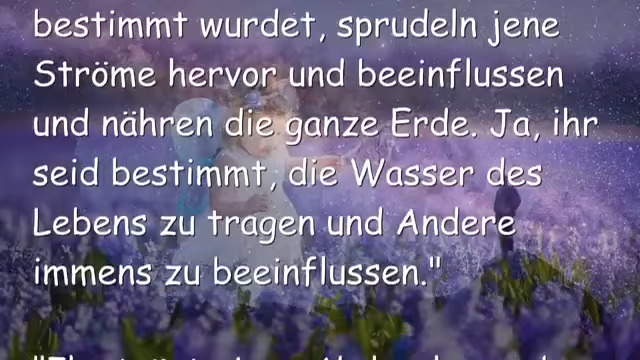 bestimmt wurdet, sprudeln jene
Ströme hervor und beeinflussen
und nähren die ganze Erde. Ja, ihr
seid bestimmt, die Wasser des
Lebens zu tragen und Andere
immens zu beeinflussen."